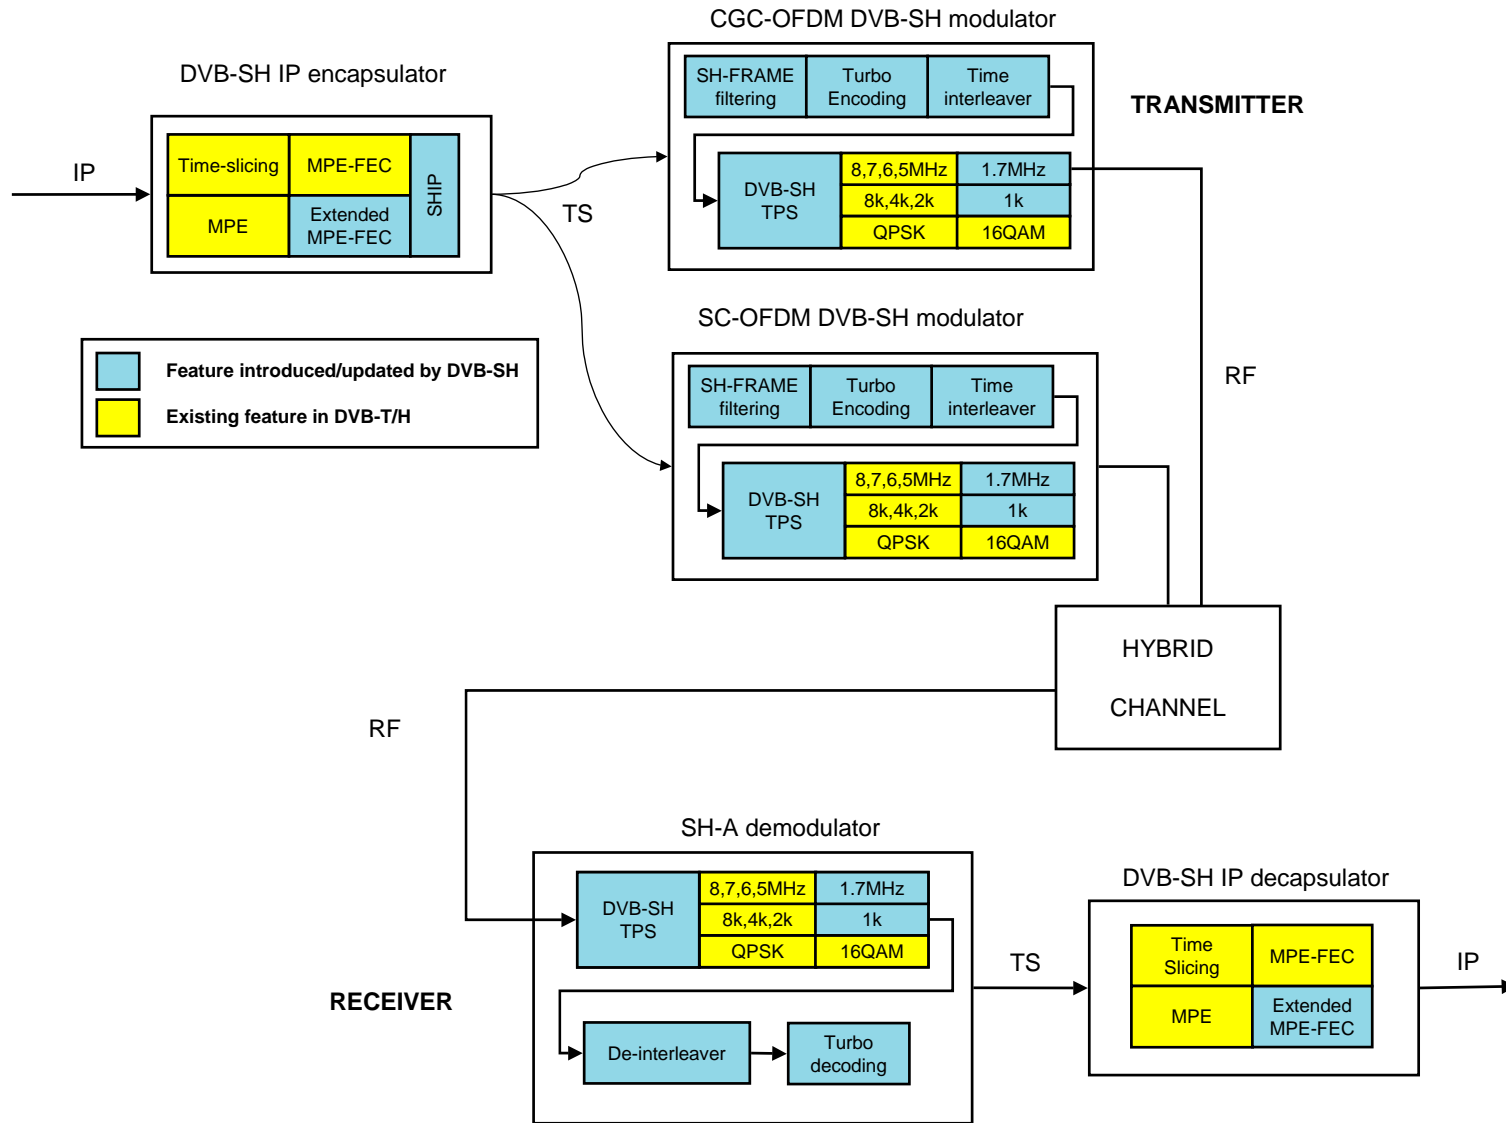 CGC-OFDM DVB-SH modulator
DVB-SH IP encapsulator
SH-FRAME
filtering
Turbo
Encoding
Time
interleaver
TRANSMITTER
IP
Time-slicing
MPE-FEC
MPE
Extended
MPE-FEC
SHIP
TS
DVB-SH
TPS
8,7,6,5MHz
1.7MHz
8k,4k,2k
1k
QPSK
16QAM
SC-OFDM DVB-SH modulator
Feature introduced/updated by DVB-SH
Existing feature in DVB-T/H
SH-FRAME
filtering
Turbo
Encoding
Time
interleaver
RF
DVB-SH
TPS
8,7,6,5MHz
1.7MHz
8k,4k,2k
1k
QPSK
16QAM
HYBRID
CHANNEL
RF
SH-A demodulator
DVB-SH
TPS
8,7,6,5MHz
1.7MHz
8k,4k,2k
1k
QPSK
16QAM
RECEIVER
De-interleaver
Turbo
decoding
TS
DVB-SH IP decapsulator
Time
Slicing
MPE-FEC
MPE
Extended
MPE-FEC
IP